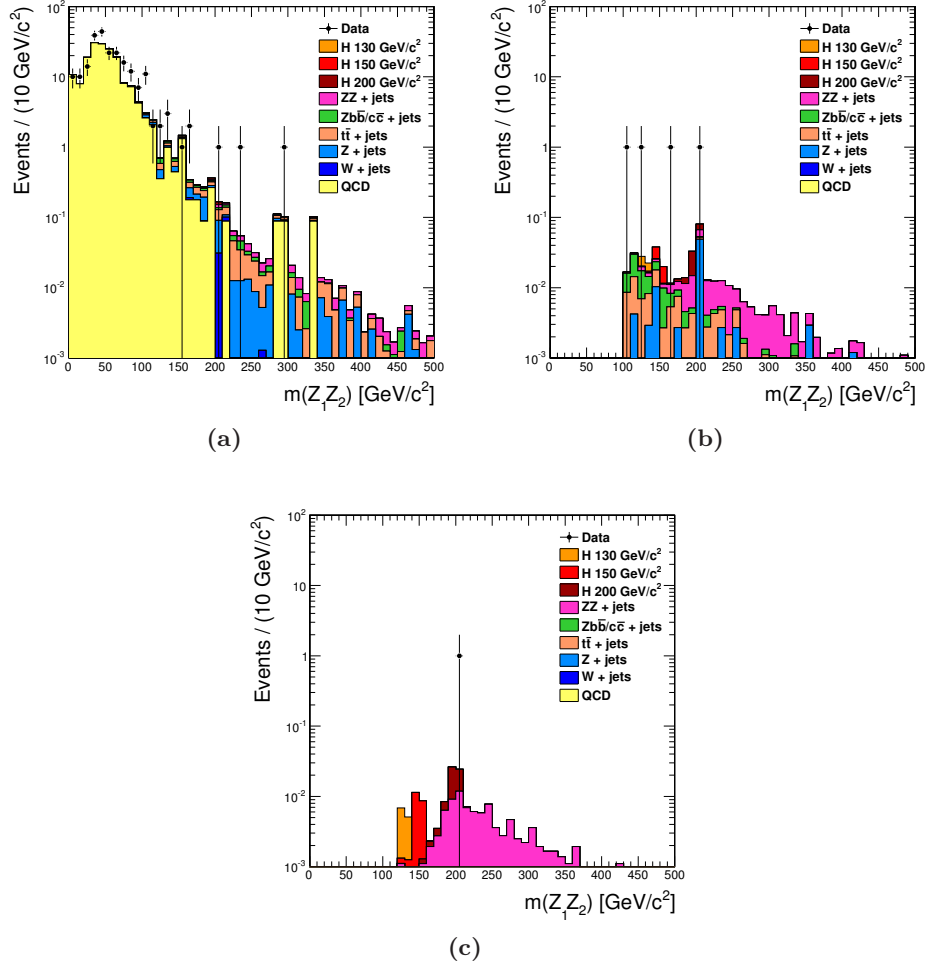 Events / (10 GeV/c²)
10²
10
1
10⁻¹
10⁻²
10⁻³
Data
H 130 GeV/c²
H 150 GeV/c²
H 200 GeV/c²
ZZ + jets
Zbb̄/cc̄ + jets
tt̄ + jets
Z + jets
W + jets
QCD
0 50 100 150 200 250 300 350 400 450 500
m(Z₁Z₂) [GeV/c²]
(a)
Events / (10 GeV/c²)
10²
10
1
10⁻¹
10⁻²
10⁻³
Data
H 130 GeV/c²
H 150 GeV/c²
H 200 GeV/c²
ZZ + jets
Zbb̄/cc̄ + jets
tt̄ + jets
Z + jets
W + jets
QCD
0 50 100 150 200 250 300 350 400 450 500
m(Z₁Z₂) [GeV/c²]
(b)
Events / (10 GeV/c²)
10²
10
1
10⁻¹
10⁻²
10⁻³
Data
H 130 GeV/c²
H 150 GeV/c²
H 200 GeV/c²
ZZ + jets
Zbb̄/cc̄ + jets
tt̄ + jets
Z + jets
W + jets
QCD
0 50 100 150 200 250 300 350 400 450 500
m(Z₁Z₂) [GeV/c²]
(c)